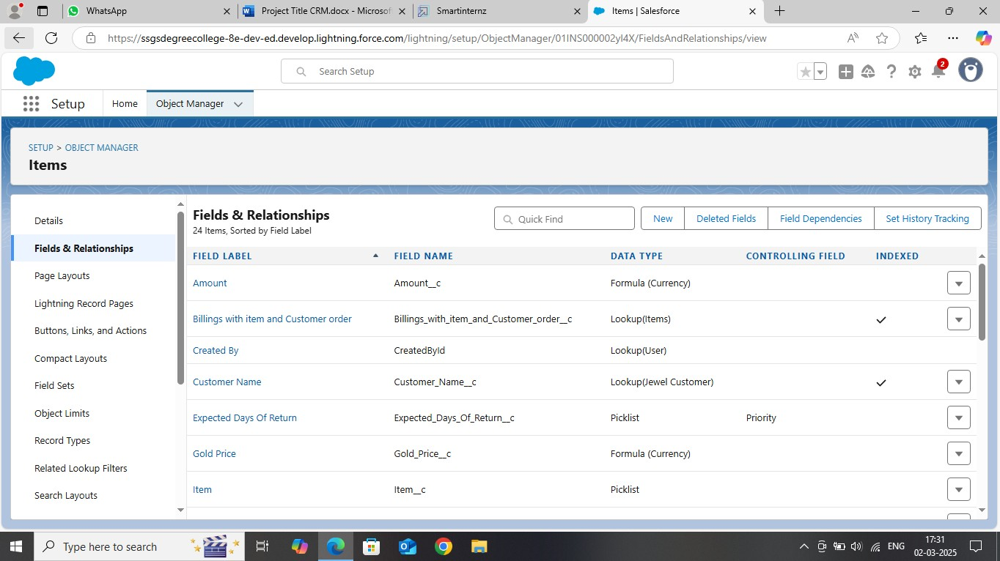 WhatsApp
Project Title CRM.docx - Microsof
Smartinternz
Items | Salesforce
https://ssgsdegreecollege-8e-dev-ed.develop.lightning.force.com/lightning/setup/ObjectManager/01INS000002yl4X/FieldsAndRelationships/view
Search Setup
2
Setup
Home
Object Manager
SETUP > OBJECT MANAGER
Items
Details
Fields & Relationships
Page Layouts
Lightning Record Pages
Buttons, Links, and Actions
Compact Layouts
Field Sets
Object Limits
Record Types
Related Lookup Filters
Search Layouts
Fields & Relationships
24 Items, Sorted by Field Label
Quick Find
New
Deleted Fields
Field Dependencies
Set History Tracking
FIELD LABEL FIELD NAME DATA TYPE CONTROLLING FIELD INDEXED
Amount Amount__c Formula (Currency)
Billings with item and Customer order Billings_with_item_and_Customer_order__c Lookup(Items)
Created By CreatedById Lookup(User)
Customer Name Customer_Name__c Lookup(Jewel Customer)
Expected Days Of Return Expected_Days_Of_Return__c Picklist Priority
Gold Price Gold_Price__c Formula (Currency)
Item Item__c Picklist
Type here to search
ENG
17:31
02-03-2025